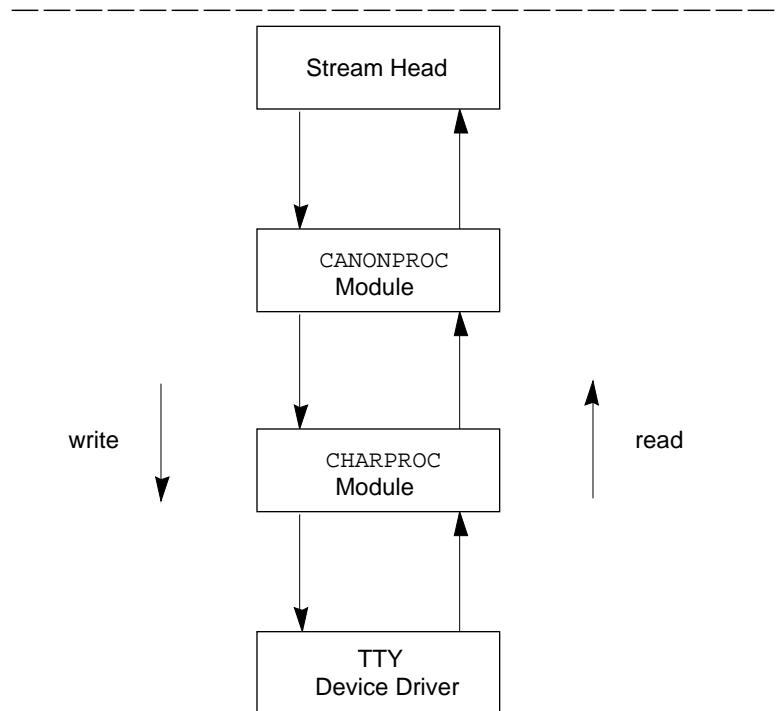 Stream Head
CANONPROC
Module
write
read
CHARPROC
Module
TTY
Device Driver